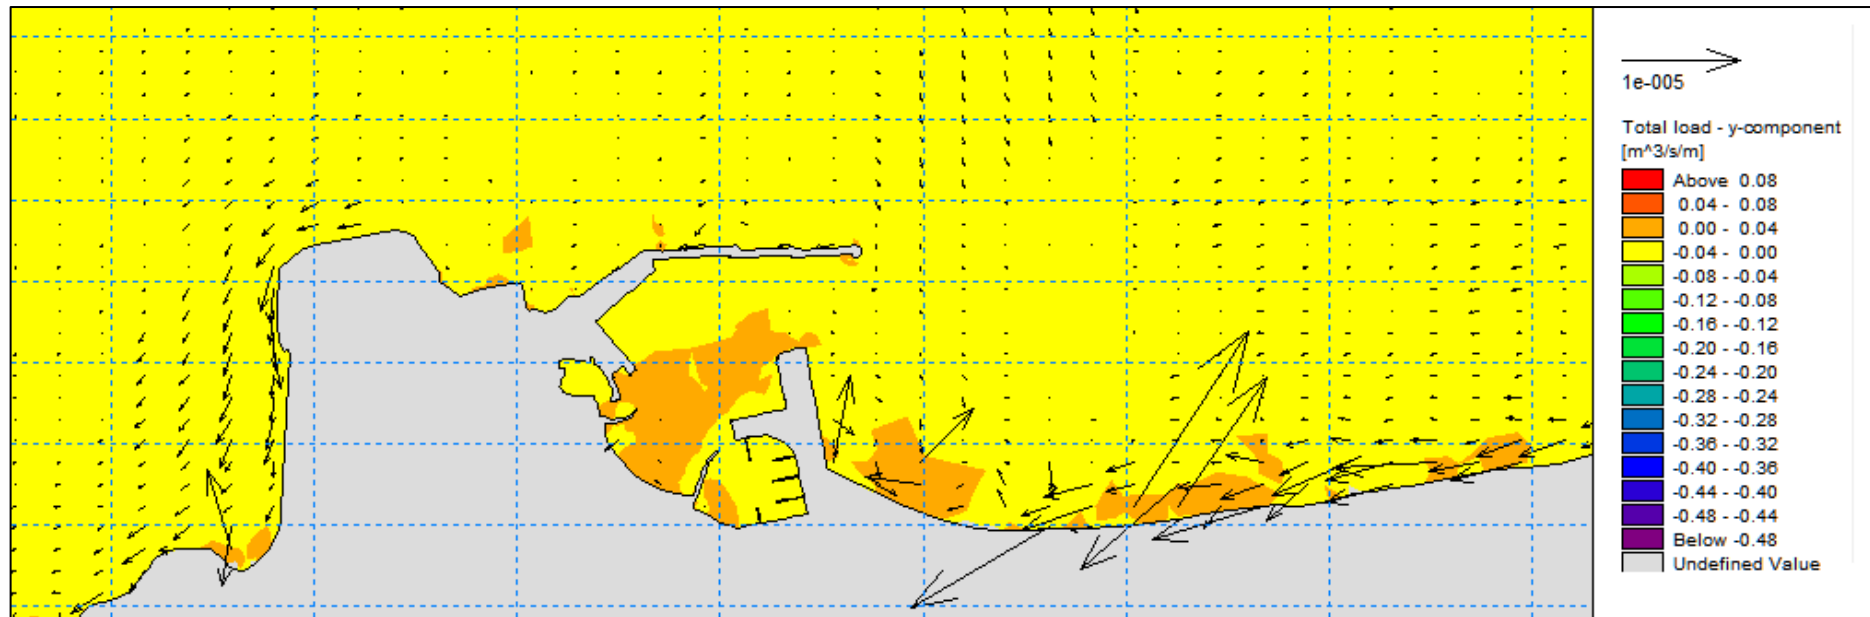 1e-005
Total load - y-component
[m^3/s/m]
Above 0.08
0.04 - 0.08
0.00 - 0.04
-0.04 - 0.00
-0.08 - -0.04
-0.12 - -0.08
-0.16 - -0.12
-0.20 - -0.16
-0.24 - -0.20
-0.28 - -0.24
-0.32 - -0.28
-0.36 - -0.32
-0.40 - -0.36
-0.44 - -0.40
-0.48 - -0.44
Below -0.48
Undefined Value